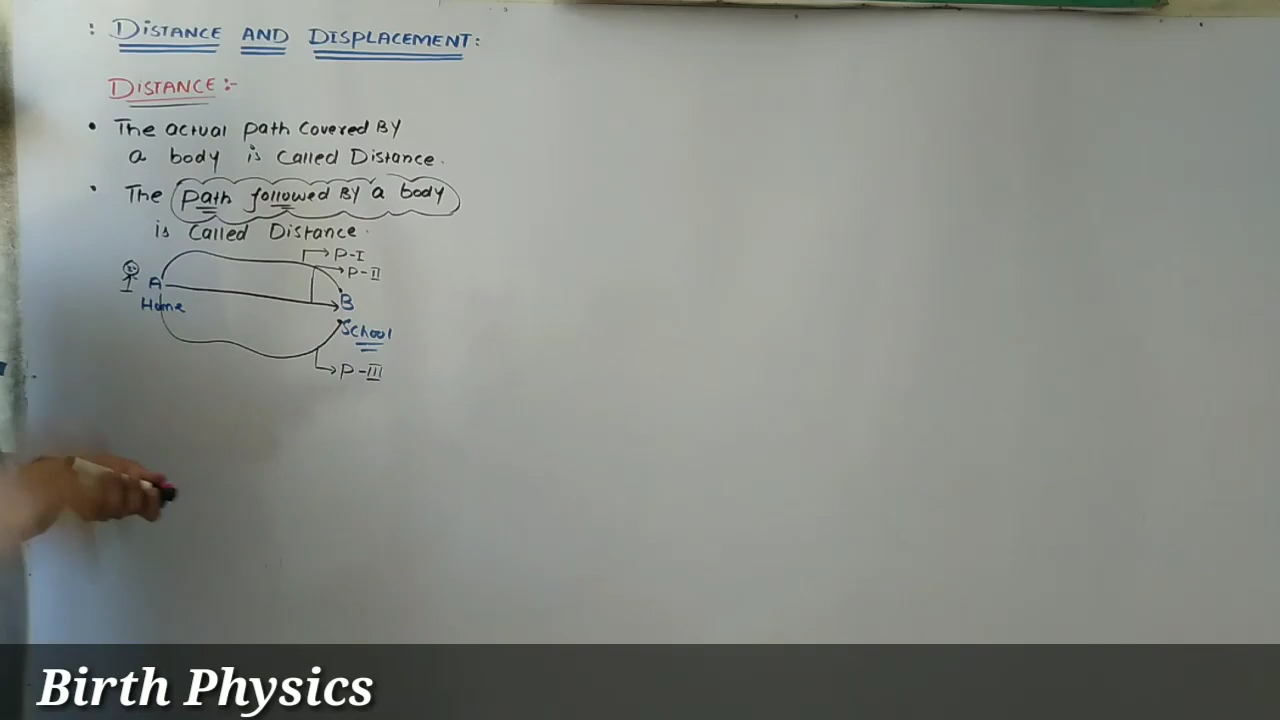 : DISTANCE AND DISPLACEMENT:
DISTANCE :-
• The actual path covered BY
a body is called Distance.
• The path followed BY a body
is called Distance.
P-I
P-II
A
Home
B
School
P-III
Birth Physics